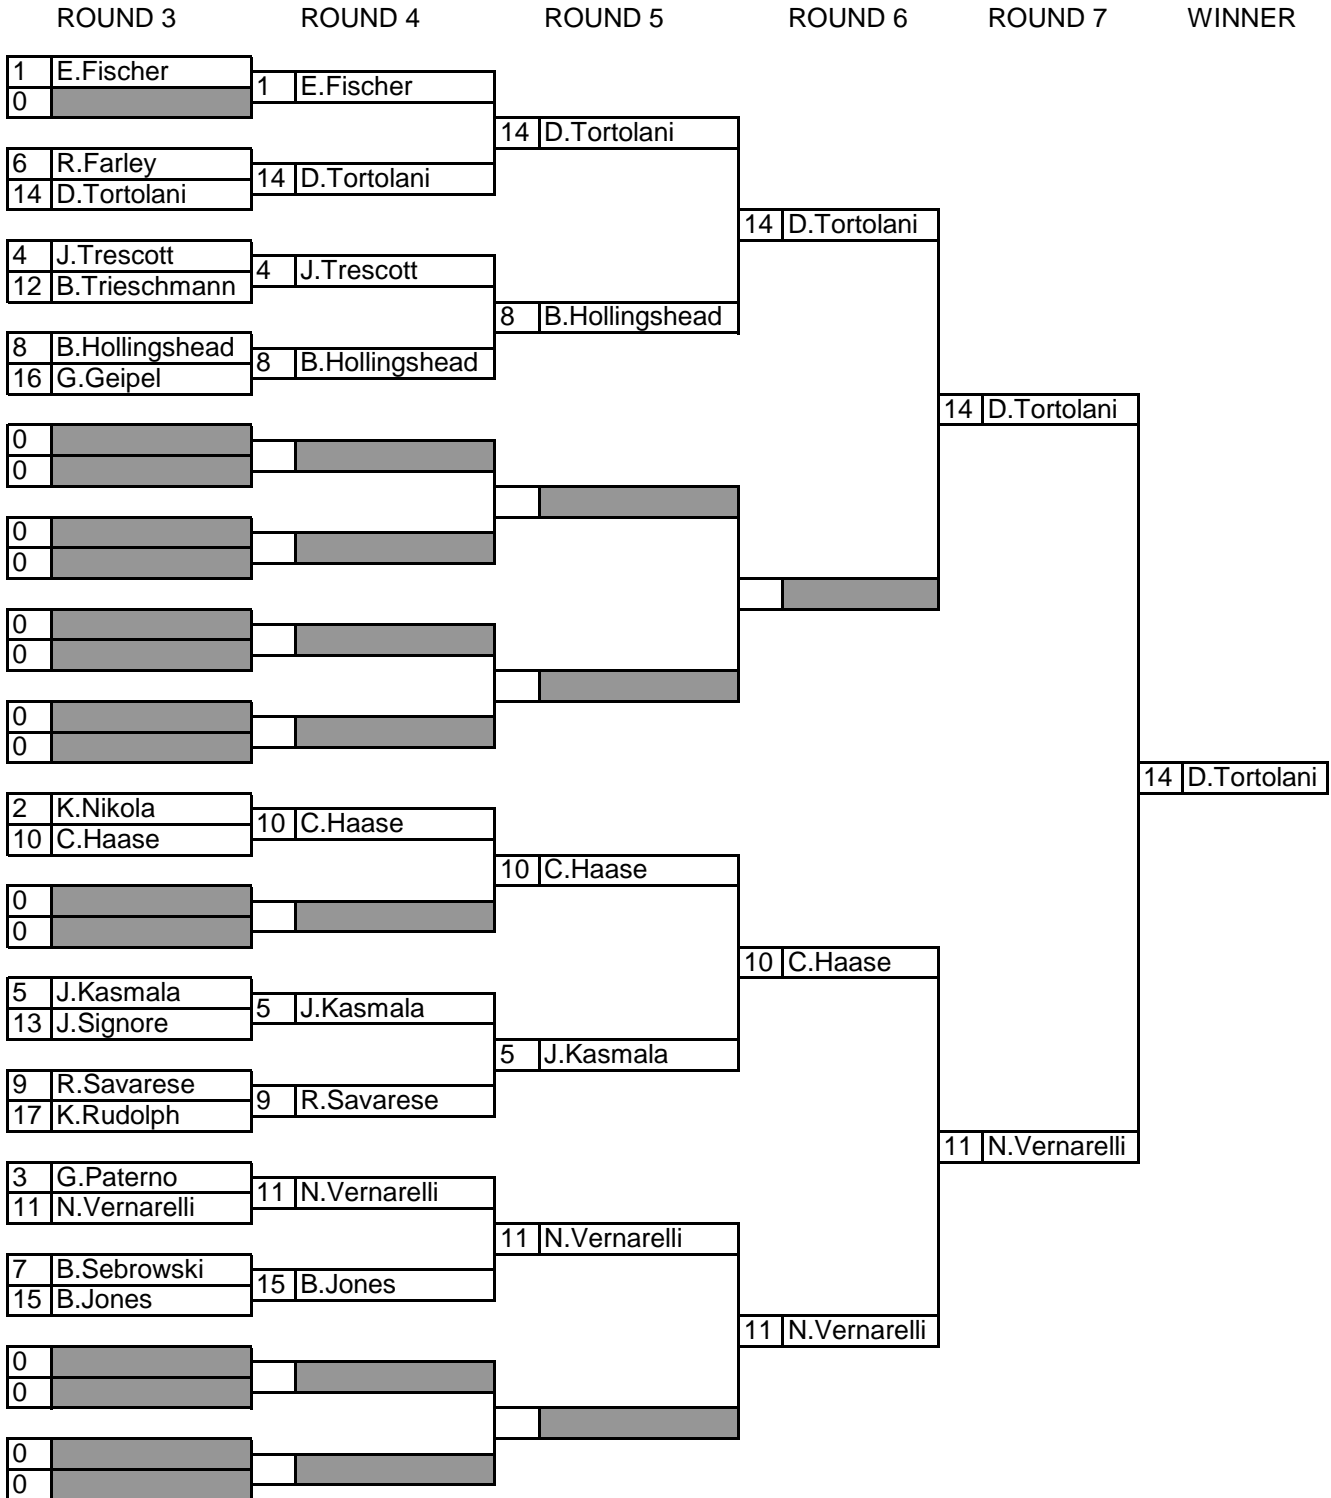 ROUND 3 ROUND 4 ROUND 5 ROUND 6 ROUND 7 WINNER
1 E.Fischer
0
1 E.Fischer
14 D.Tortolani
6 R.Farley
14 D.Tortolani
14 D.Tortolani
14 D.Tortolani
4 J.Trescott
12 B.Trieschmann
4 J.Trescott
8 B.Hollingshead
8 B.Hollingshead
16 G.Geipel
8 B.Hollingshead
14 D.Tortolani
0
0
0
0
0
0
0
0
14 D.Tortolani
2 K.Nikola
10 C.Haase
10 C.Haase
10 C.Haase
0
0
10 C.Haase
5 J.Kasmala
13 J.Signore
5 J.Kasmala
5 J.Kasmala
9 R.Savarese
17 K.Rudolph
9 R.Savarese
11 N.Vernarelli
3 G.Paterno
11 N.Vernarelli
11 N.Vernarelli
11 N.Vernarelli
7 B.Sebrowski
15 B.Jones
15 B.Jones
11 N.Vernarelli
0
0
0
0